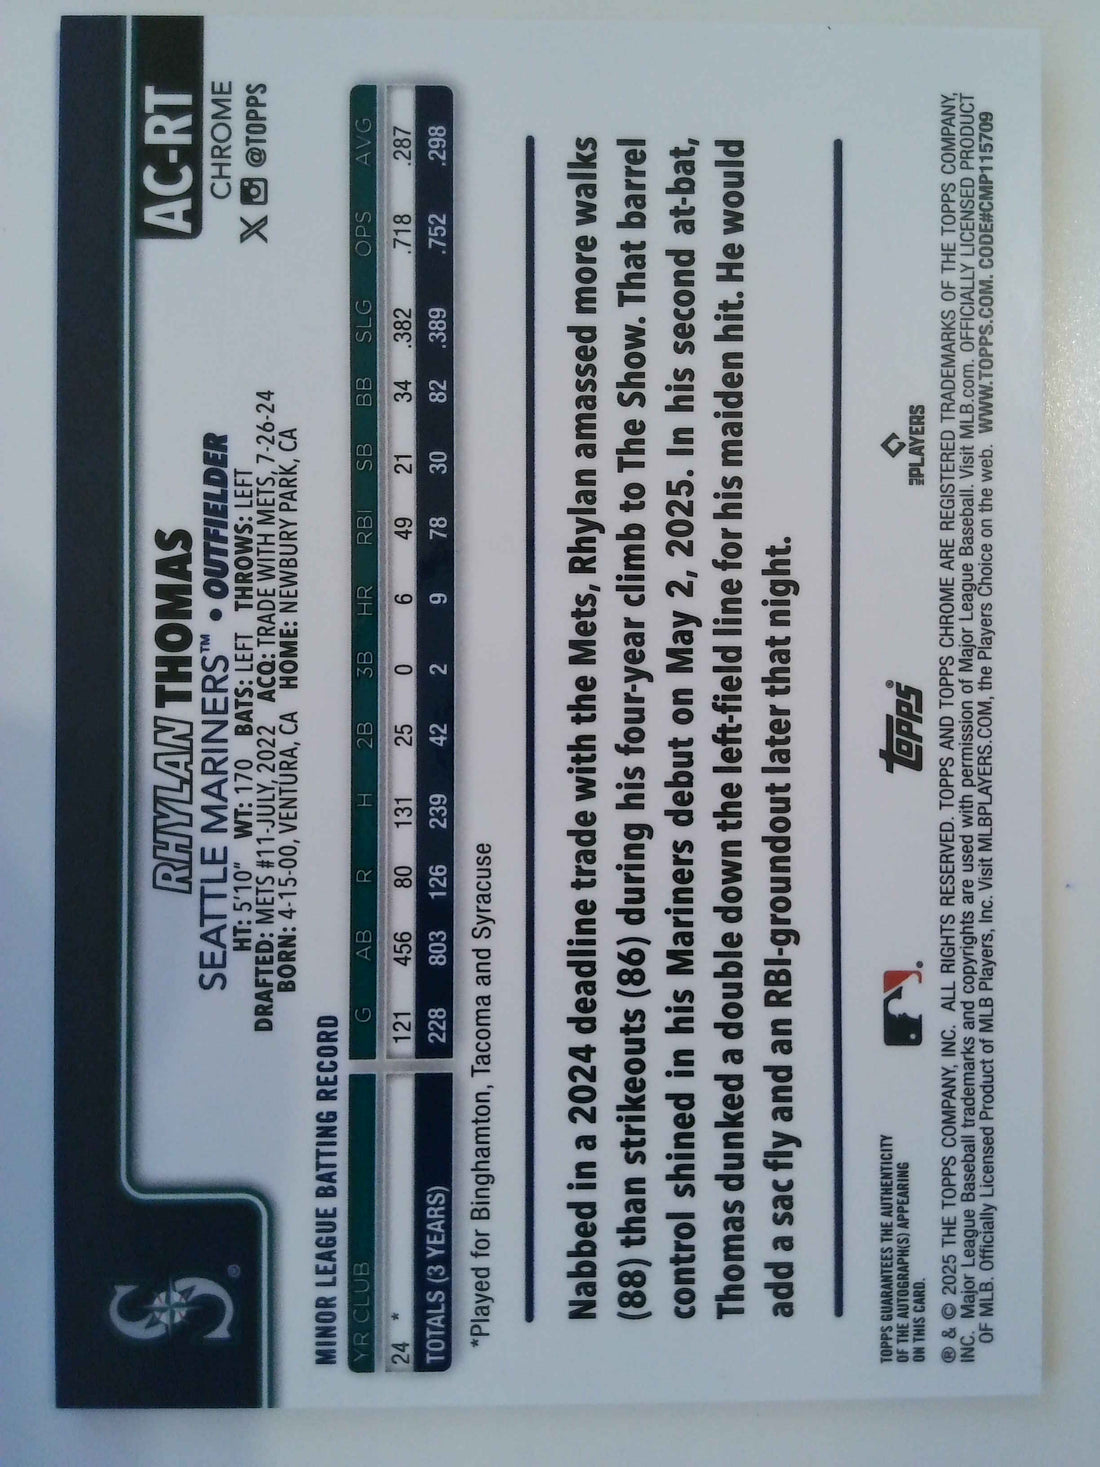 AC-RT
CHROME
X @TOPPS
RHYLAN THOMAS
SEATTLE MARINERS™ • OUTFIELDER
HT: 5'10" WT: 170 BATS: LEFT THROWS: LEFT
DRAFTED: METS #11-JULY, 2022 ACQ: TRADE WITH METS, 7-26-24
BORN: 4-15-00, VENTURA, CA HOME: NEWBURY PARK, CA
MINOR LEAGUE BATTING RECORD
YR CLUB G AB R H 2B 3B HR RBI SB BB SLG OPS AVG
24 * 121 456 80 131 25 0 6 49 21 34 .382 .718 .287
TOTALS (3 YEARS) 228 803 126 239 42 2 9 78 30 82 .389 .752 .298
*Played for Binghamton, Tacoma and Syracuse
Nabbed in a 2024 deadline trade with the Mets, Rhylan amassed more walks
(88) than strikeouts (86) during his four-year climb to The Show. That barrel
control shined in his Mariners debut on May 2, 2025. In his second at-bat,
Thomas dunked a double down the left-field line for his maiden hit. He would
add a sac fly and an RBI-groundout later that night.
TOPPS GUARANTEES THE AUTHENTICITY
OF THE AUTOGRAPH(S) APPEARING
ON THIS CARD.
topps®
PLAYERS
® & © 2025 THE TOPPS COMPANY, INC. ALL RIGHTS RESERVED. TOPPS AND TOPPS CHROME ARE REGISTERED TRADEMARKS OF THE TOPPS COMPANY,
INC. Major League Baseball trademarks and copyrights are used with permission of Major League Baseball. Visit MLB.com. OFFICIALLY LICENSED PRODUCT
OF MLB. Officially Licensed Product of MLB Players, Inc. Visit MLBPLAYERS.COM, the Players Choice on the web. WWW.TOPPS.COM. CODE#CMP115709